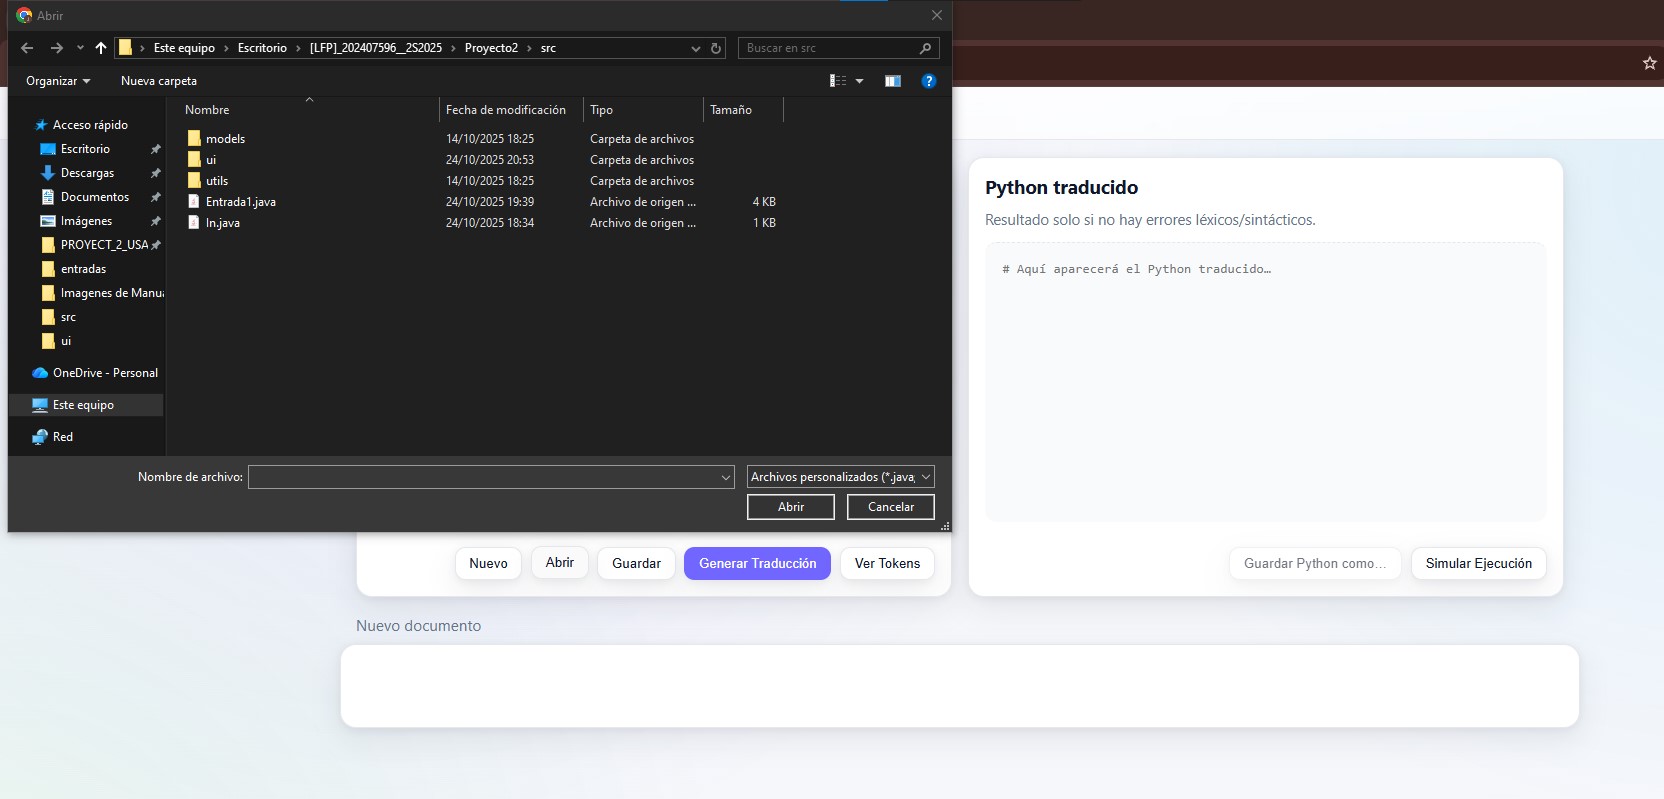 Abrir
Este equipo > Escritorio > [LFP]_202407596__2S2025 > Proyecto2 > src
Buscar en src
Organizar
Nueva carpeta
Nombre
Fecha de modificación
Tipo
Tamaño
Acceso rápido
Escritorio
Descargas
Documentos
Imágenes
PROYECT_2_USA
entradas
Imagenes de Manu
src
ui
OneDrive - Personal
Este equipo
Red
models 14/10/2025 18:25 Carpeta de archivos
ui 24/10/2025 20:53 Carpeta de archivos
utils 14/10/2025 18:25 Carpeta de archivos
Entrada1.java 24/10/2025 19:39 Archivo de origen ... 4 KB
In.java 24/10/2025 18:34 Archivo de origen ... 1 KB
Nombre de archivo:
Archivos personalizados (*.java;
Abrir
Cancelar
Python traducido
Resultado solo si no hay errores léxicos/sintácticos.
# Aquí aparecerá el Python traducido…
Nuevo
Abrir
Guardar
Generar Traducción
Ver Tokens
Guardar Python como…
Simular Ejecución
Nuevo documento